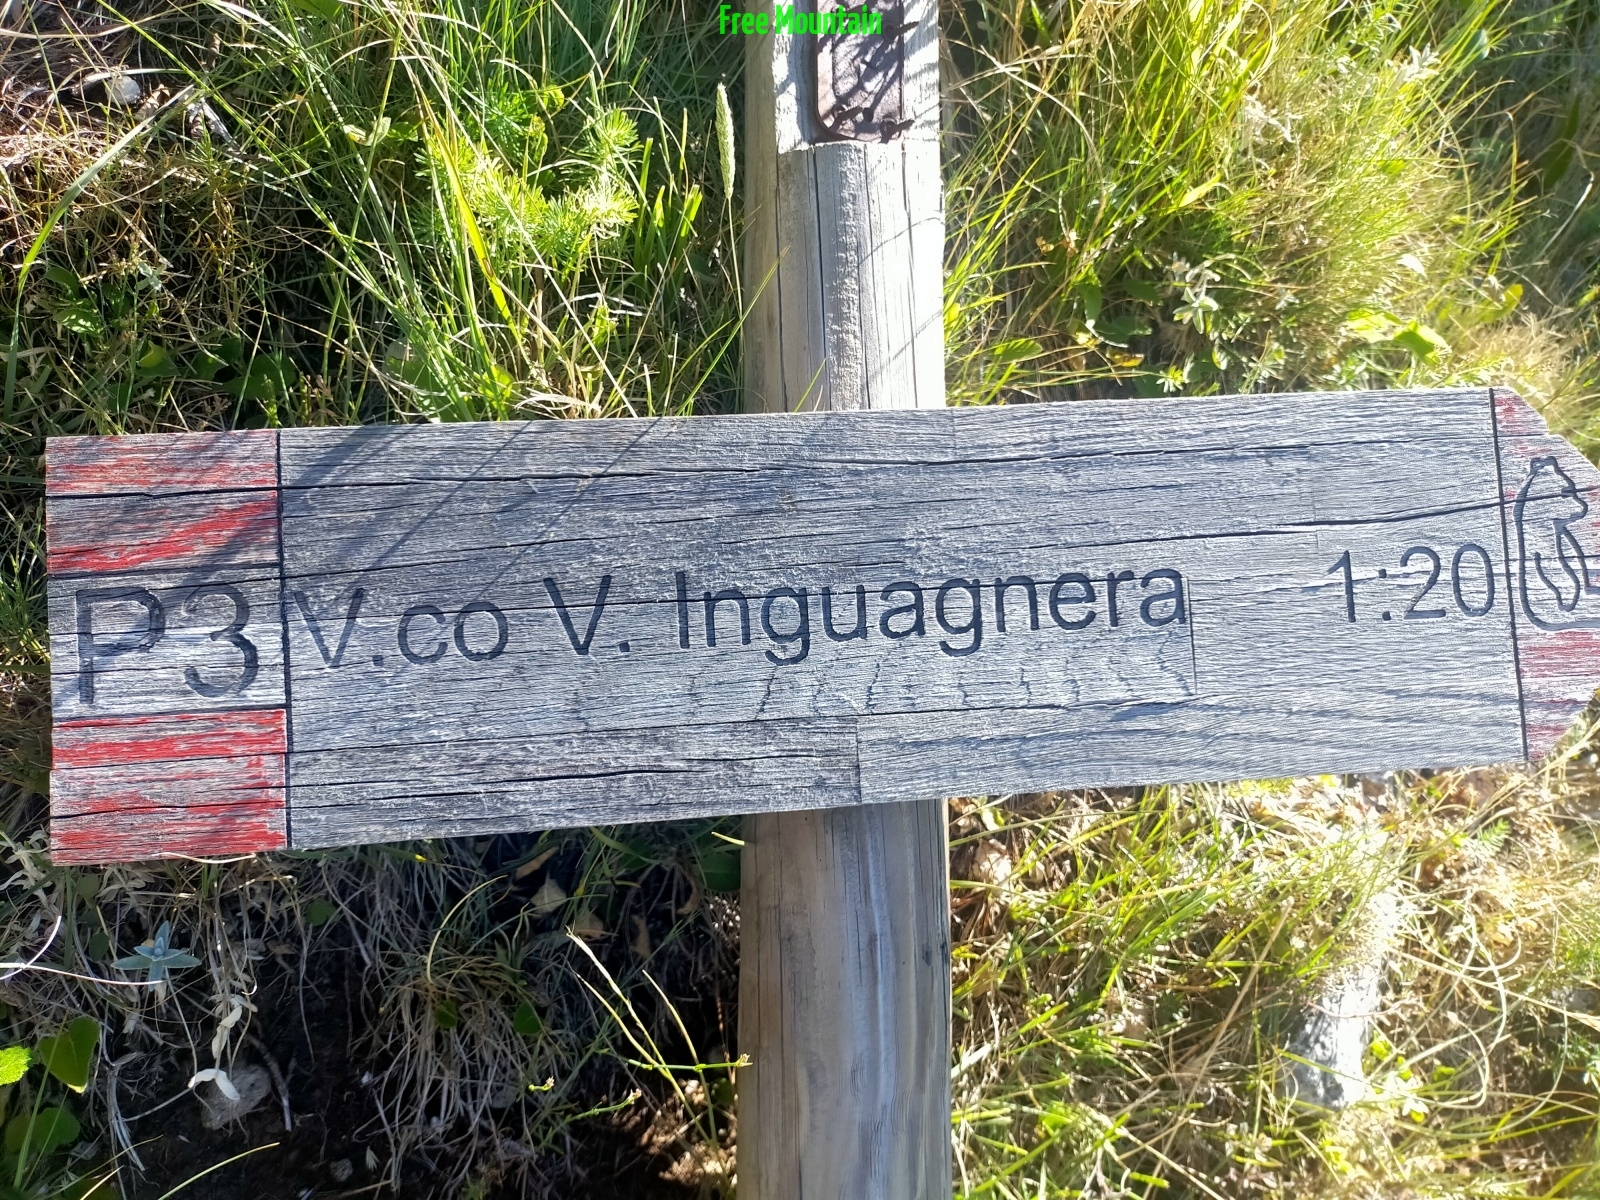 Free Mountain
P3 V.co V. Inguagnera 1:20